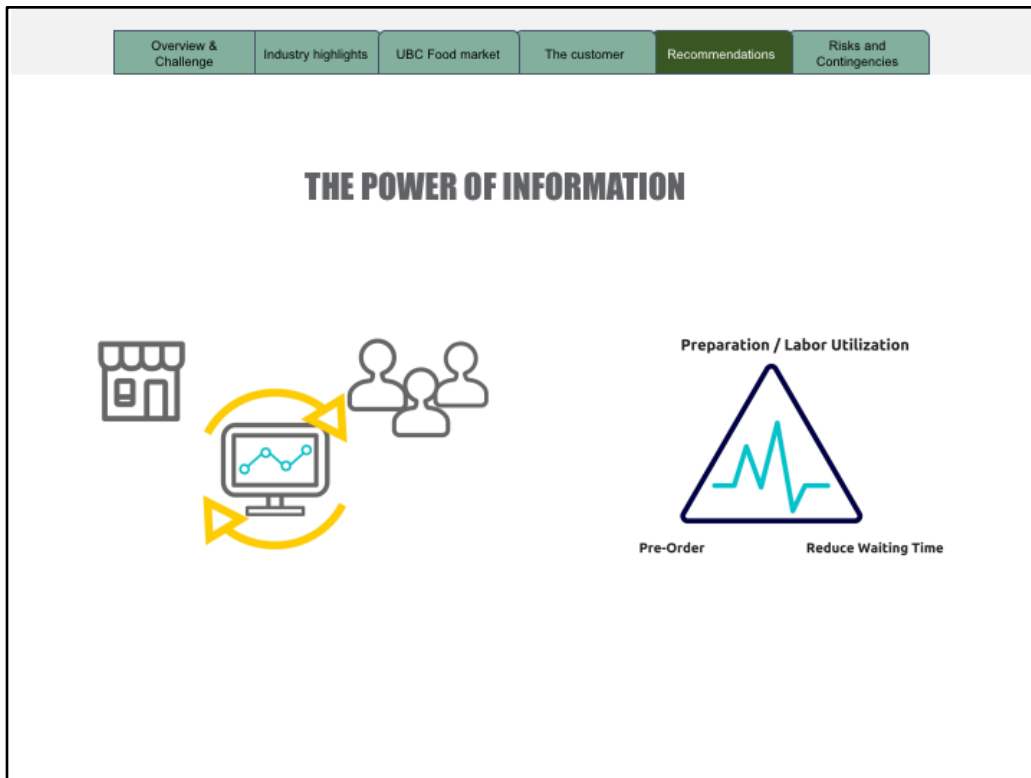 Overview &
Challenge
Industry highlights
UBC Food market
The customer
Recommendations
Risks and
Contingencies
THE POWER OF INFORMATION
Preparation / Labor Utilization
Pre-Order
Reduce Waiting Time